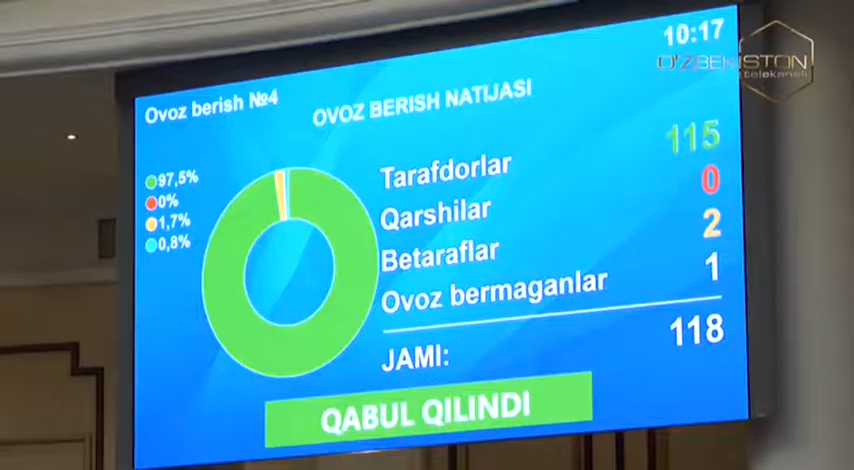 10:17
O'ZBEKISTON
telekanali
Ovoz berish №4
OVOZ BERISH NATIJASI
97,5%
0%
1,7%
0,8%
Tarafdorlar 115
Qarshilar 0
Betaraflar 2
Ovoz bermaganlar 1
JAMI: 118
QABUL QILINDI